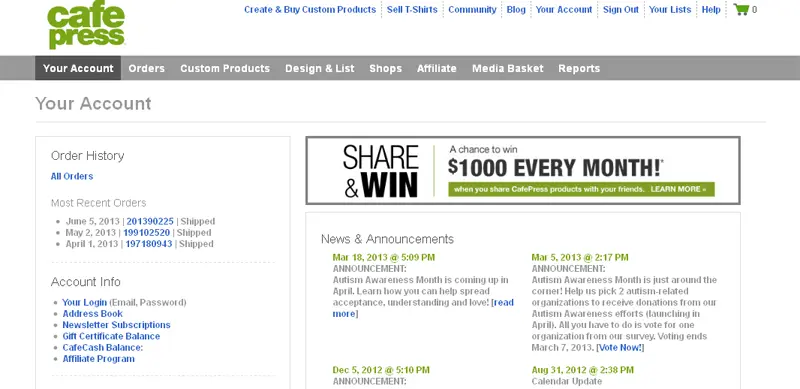 cafe
press
Create & Buy Custom Products Sell T-Shirts Community Blog Your Account Sign Out Your Lists Help 0
Your Account Orders Custom Products Design & List Shops Affiliate Media Basket Reports
Your Account
Order History
All Orders
Most Recent Orders
June 5, 2013 | 201390225 | Shipped
May 2, 2013 | 199102520 | Shipped
April 1, 2013 | 197180943 | Shipped
Account Info
Your Login (Email, Password)
Address Book
Newsletter Subscriptions
Gift Certificate Balance
CafeCash Balance:
Affiliate Program
SHARE
& WIN
A chance to win
$1000 EVERY MONTH!*
when you share CafePress products with your friends. LEARN MORE »
News & Announcements
Mar 18, 2013 @ 5:09 PM
ANNOUNCEMENT:
Autism Awareness Month is coming up in
April. Learn how you can help spread
acceptance, understanding and love! [read
more]
Mar 5, 2013 @ 2:17 PM
ANNOUNCEMENT:
Autism Awareness Month is just around the
corner! Help us pick 2 autism-related
organizations to receive donations from our
Autism Awareness efforts (launching in
April). All you have to do is vote for one
organization from our survey. Voting ends
March 7, 2013. [Vote Now!]
Dec 5, 2012 @ 5:10 PM
ANNOUNCEMENT:
Aug 31, 2012 @ 2:38 PM
Calendar Update